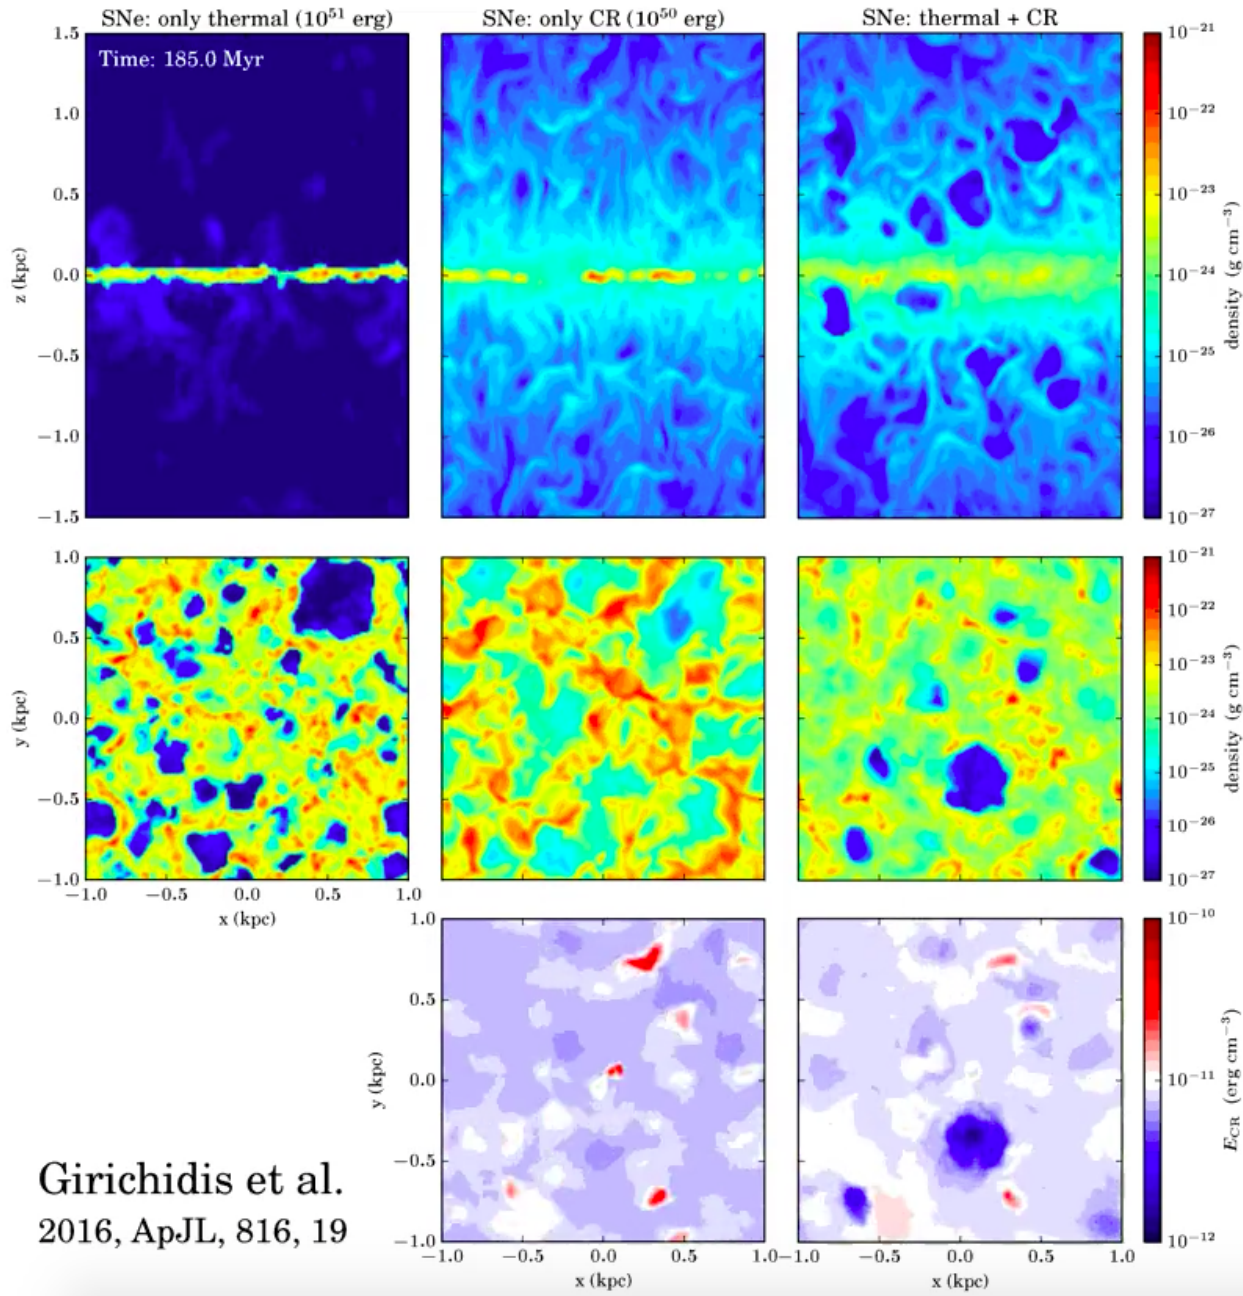 SNe: only thermal (10⁵¹ erg)
SNe: only CR (10⁵⁰ erg)
SNe: thermal + CR
Time: 185.0 Myr
1.5
1.0
0.5
0.0
−0.5
−1.0
−1.5
z (kpc)
10⁻²¹
10⁻²²
10⁻²³
10⁻²⁴
10⁻²⁵
10⁻²⁶
10⁻²⁷
density (g cm⁻³)
1.0
0.5
0.0
−0.5
−1.0
y (kpc)
−1.0 −0.5 0.0 0.5 1.0
x (kpc)
10⁻²¹
10⁻²²
10⁻²³
10⁻²⁴
10⁻²⁵
10⁻²⁶
10⁻²⁷
density (g cm⁻³)
1.0
0.5
0.0
−0.5
−1.0
y (kpc)
−1.0 −0.5 0.0 0.5 1.0
x (kpc)
−1.0 −0.5 0.0 0.5 1.0
x (kpc)
10⁻¹⁰
10⁻¹¹
10⁻¹²
E_CR (erg cm⁻³)
Girichidis et al.
2016, ApJL, 816, 19